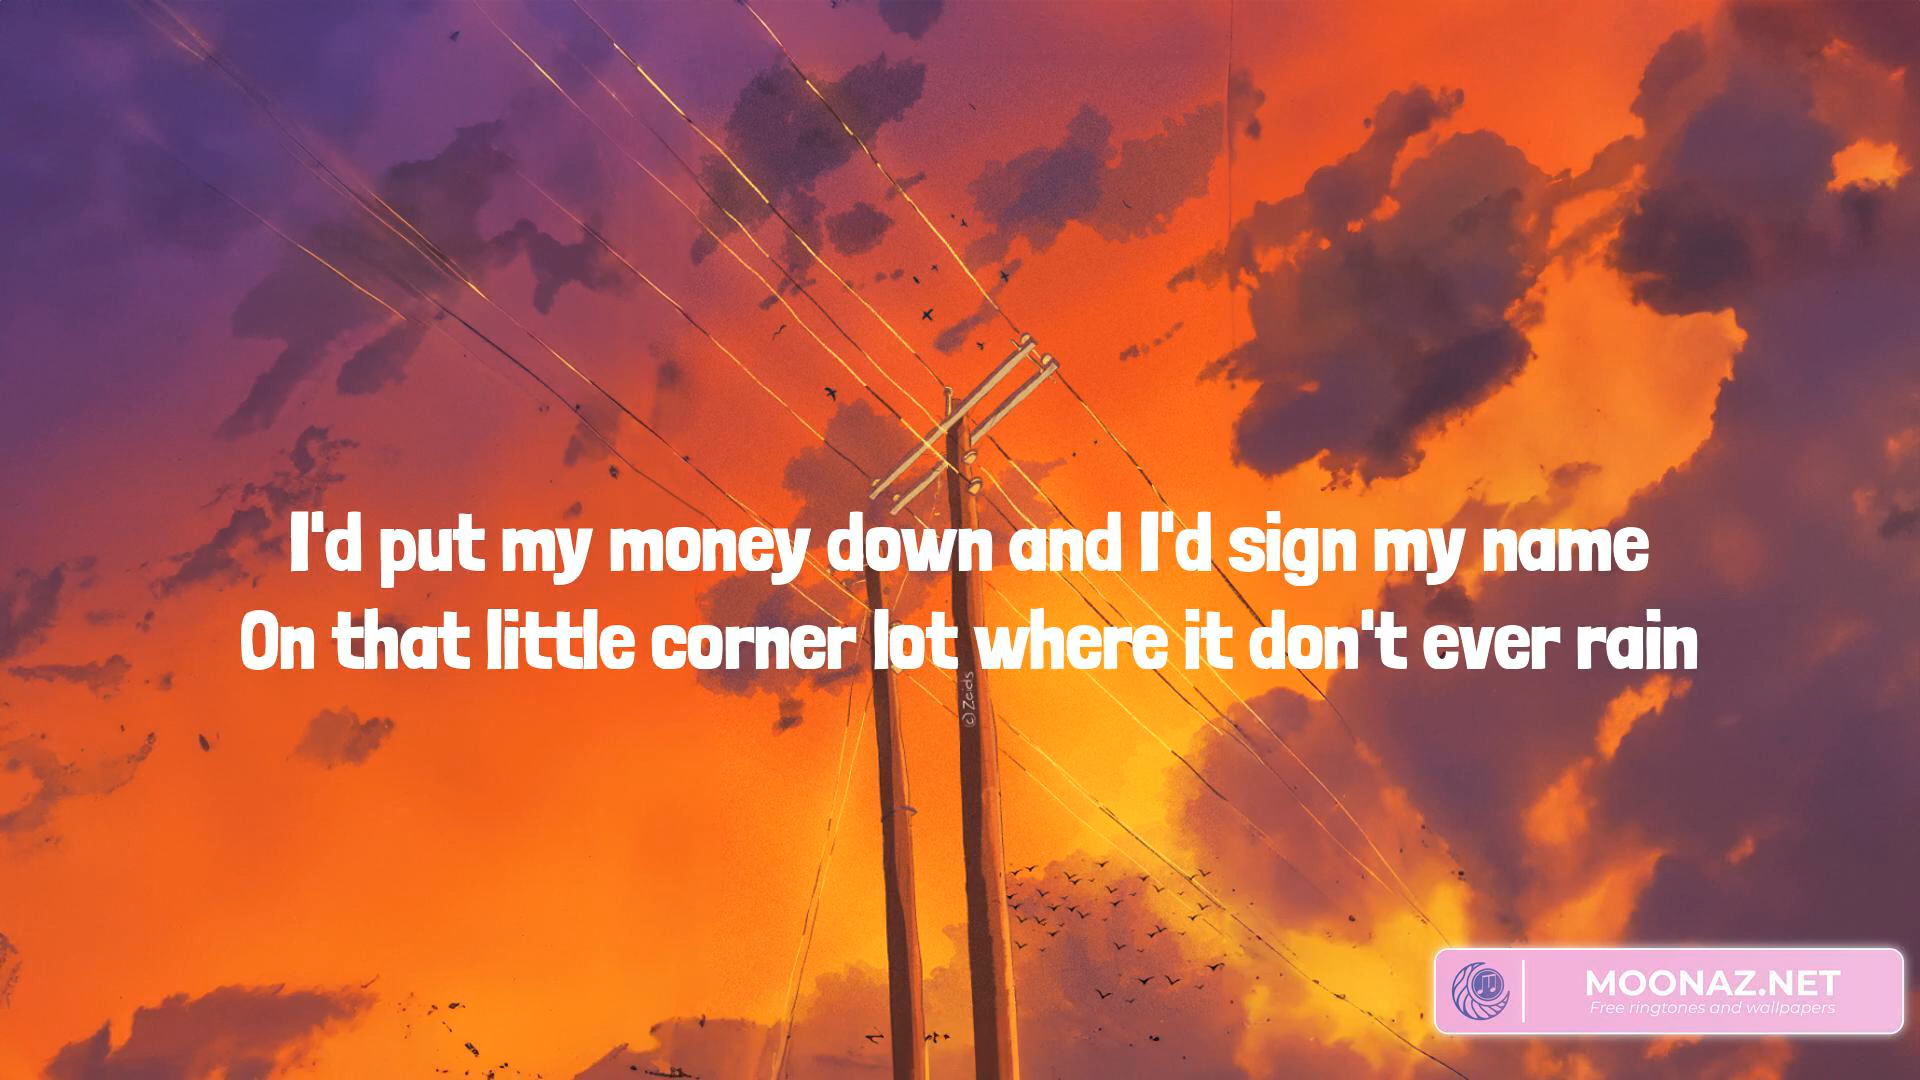 I'd put my money down and I'd sign my name
On that little corner lot where it don't ever rain
(c) Zaids
MOONAZ.NET
Free ringtones and wallpapers